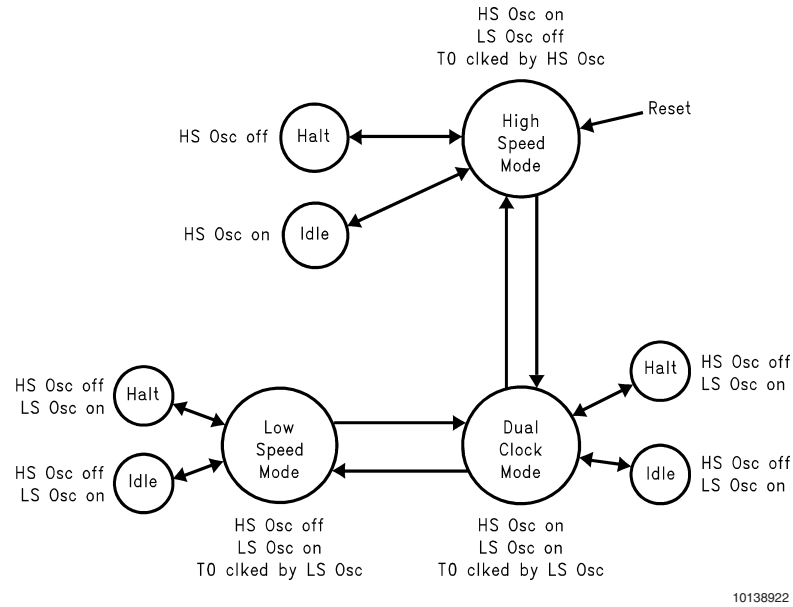 HS Osc on
LS Osc off
T0 clked by HS Osc
High
Speed
Mode
Reset
HS Osc off
Halt
HS Osc on
Idle
HS Osc off
LS Osc on
Halt
HS Osc off
LS Osc on
Idle
Low
Speed
Mode
HS Osc off
LS Osc on
T0 clked by LS Osc
Dual
Clock
Mode
HS Osc on
LS Osc on
T0 clked by LS Osc
Halt
HS Osc off
LS Osc on
Idle
HS Osc off
LS Osc on
10138922